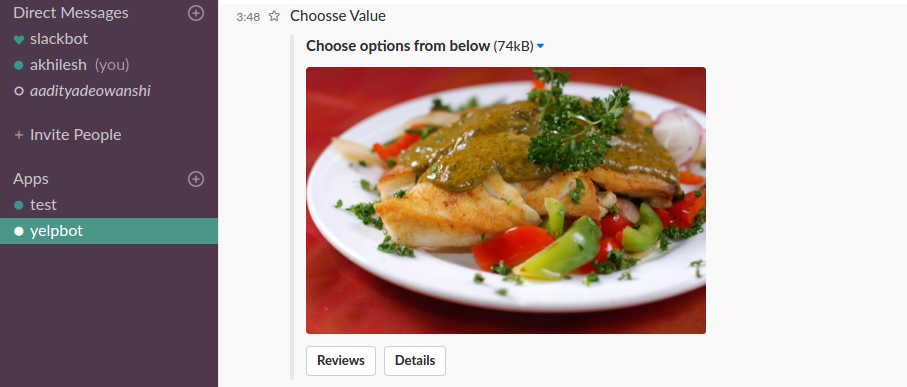 Direct Messages
slackbot
akhilesh (you)
aadityadeowanshi
+ Invite People
Apps
test
yelpbot
3:48 Choosse Value
Choose options from below (74kB)
Reviews Details